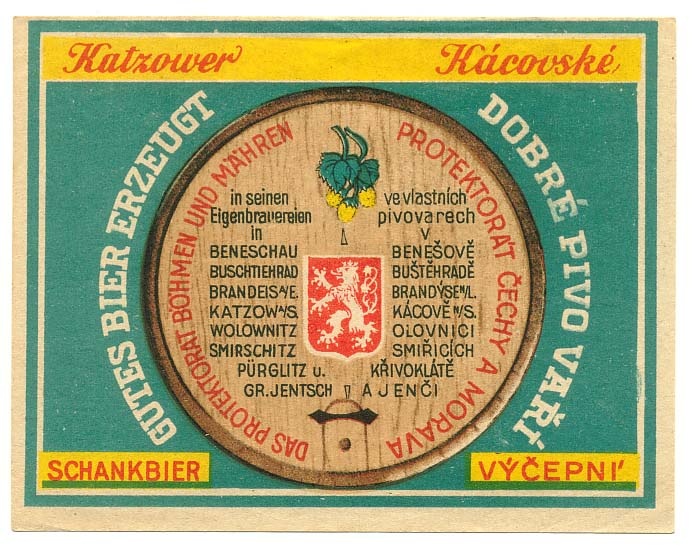 Katzower
Kácovské
GUTES BIER ERZEUGT
DOBRÉ PIVO VAŘÍ
DAS PROTEKTORAT BÖHMEN UND MÄHREN
PROTEKTORÁT ČECHY A MORAVA
in seinen
Eigenbrauereien
in
BENESCHAU
BUSCHTIEHRAD
BRANDEIS A/E.
KATZOW A/S.
WOLOWNITZ
SMIRSCHITZ
PÜRGLITZ u.
GR. JENTSCH
ve vlastních
pivovarech
v
BENEŠOVĚ
BUŠTĚHRADĚ
BRANDÝSE N/L.
KÁCOVĚ N/S.
OLOVNICI
SMIŘICÍCH
KŘIVOKLÁTĚ
A JENČI
SCHANKBIER
VÝČEPNÍ